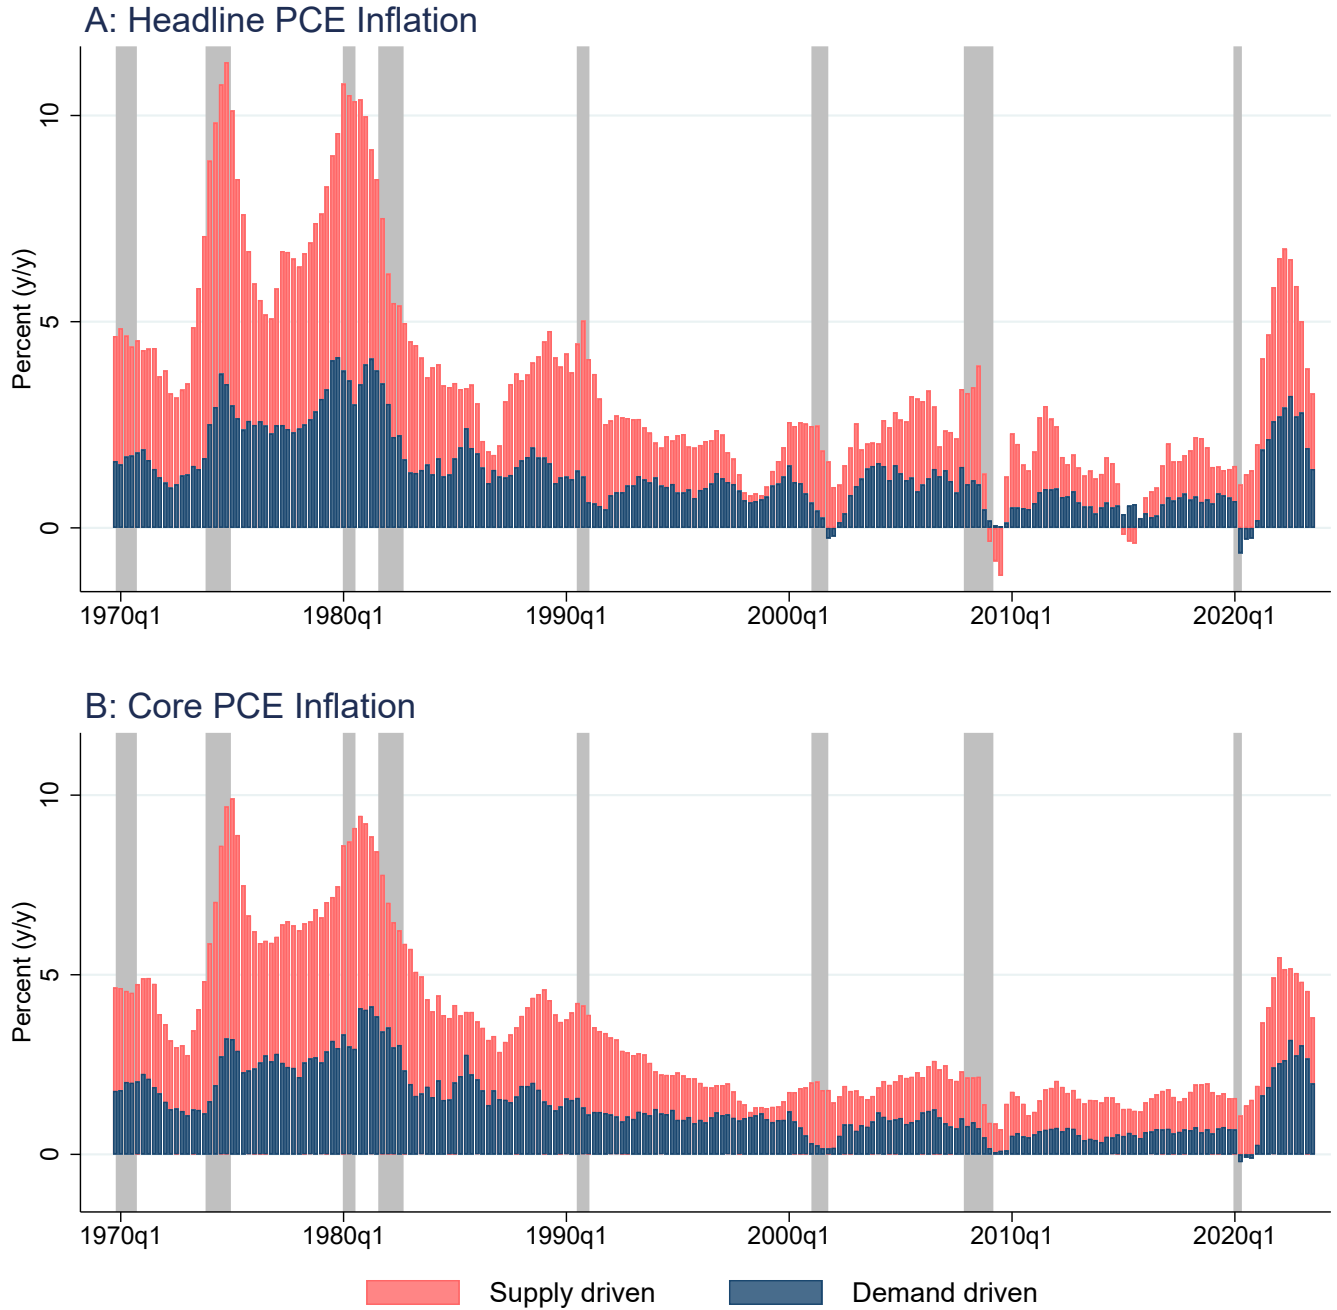 A: Headline PCE Inflation
Percent (y/y)
10
5
0
1970q1 1980q1 1990q1 2000q1 2010q1 2020q1
B: Core PCE Inflation
Percent (y/y)
10
5
0
1970q1 1980q1 1990q1 2000q1 2010q1 2020q1
Supply driven Demand driven